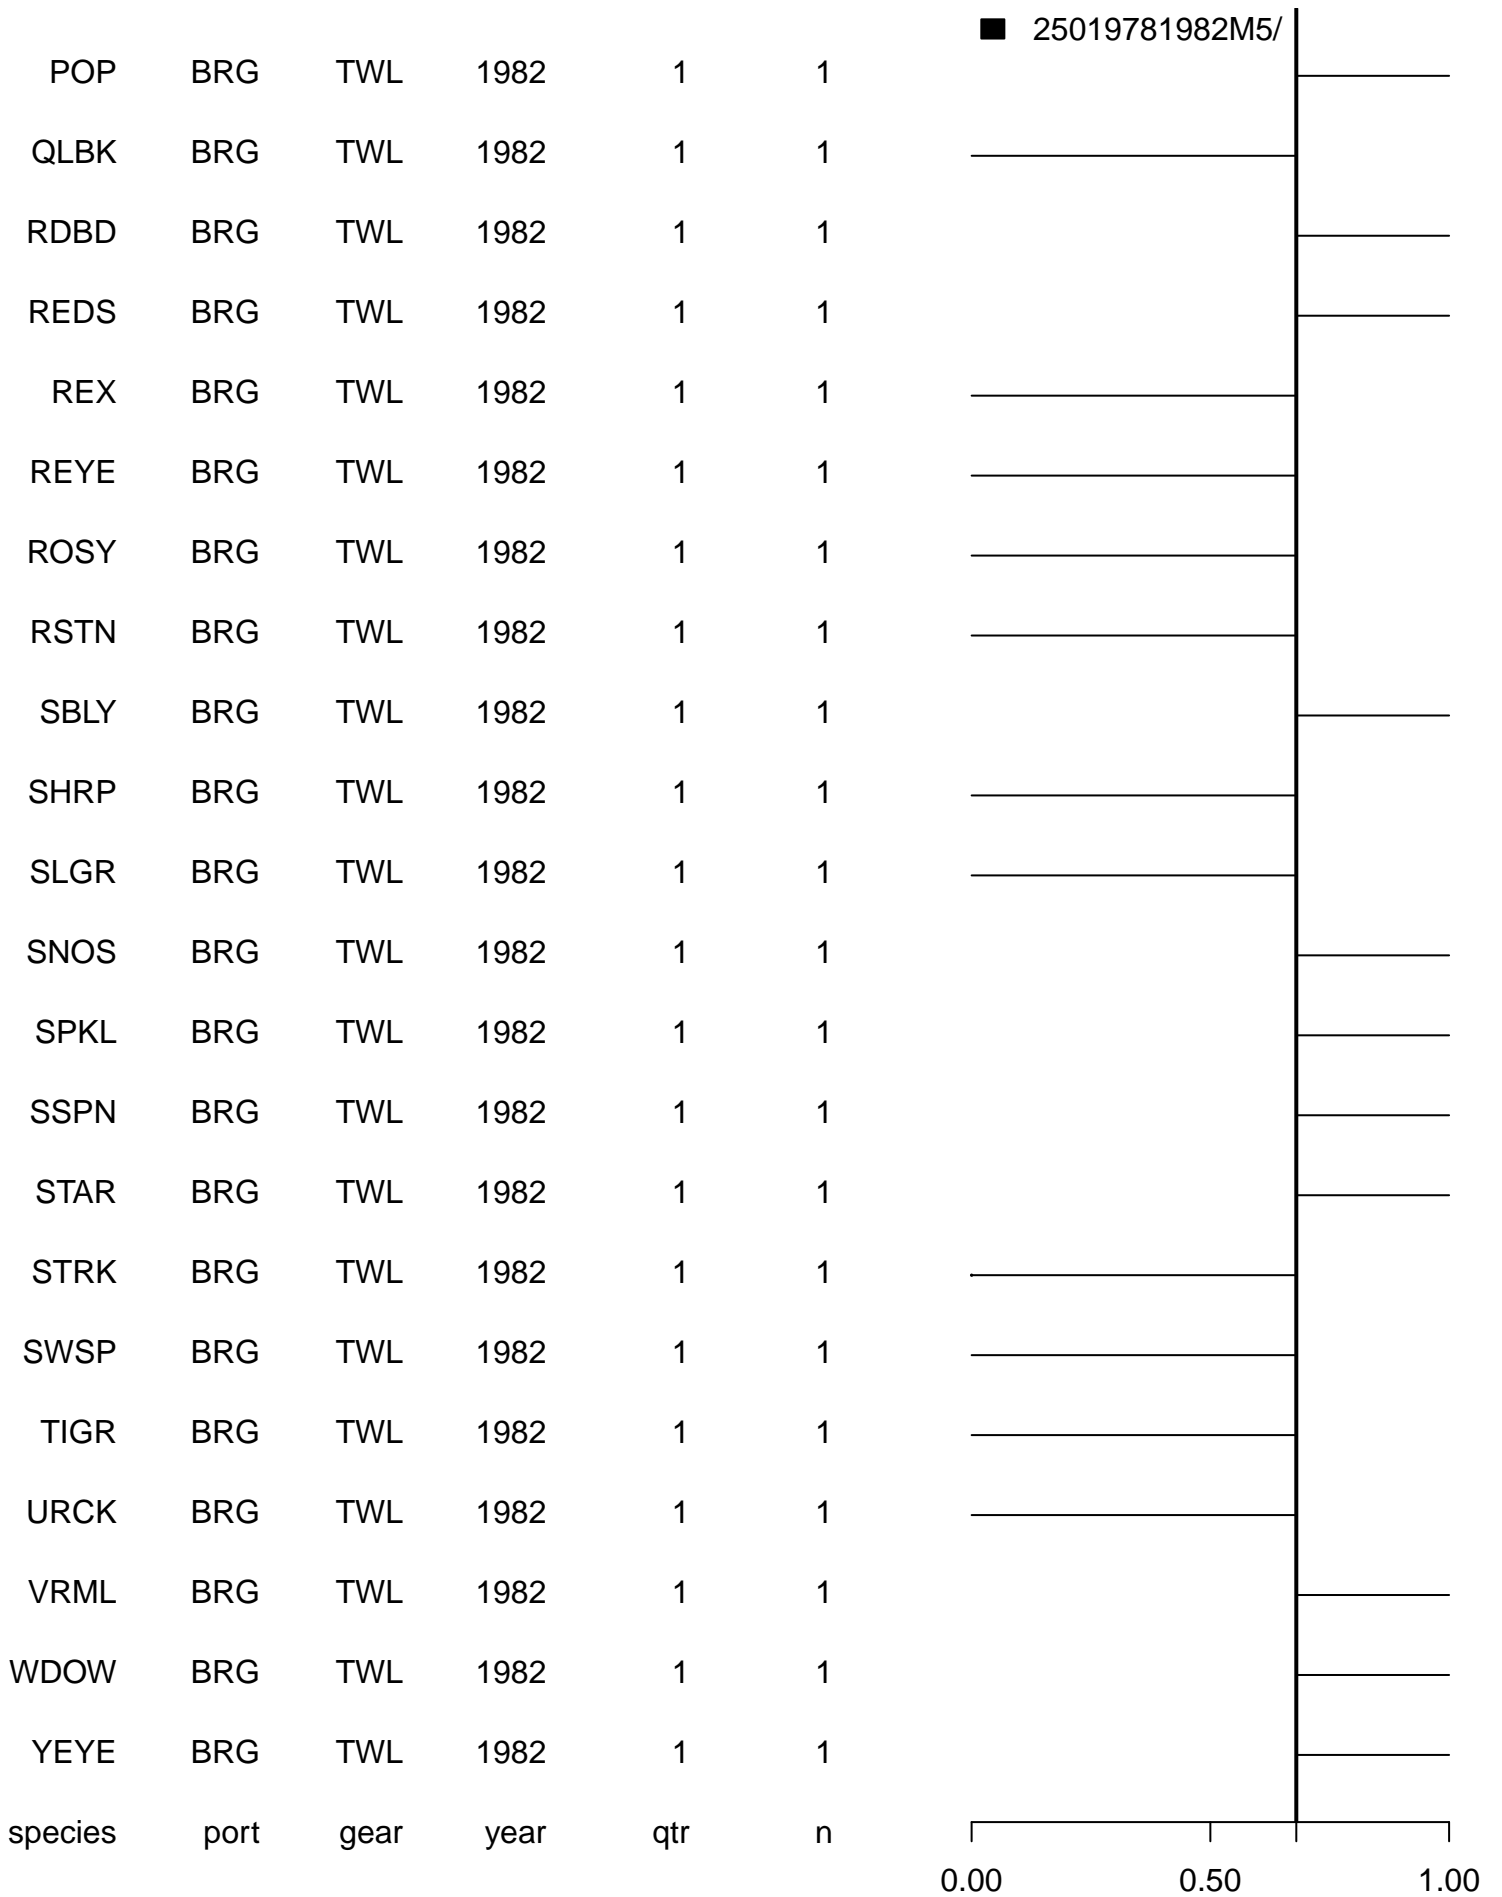 25019781982M5/
POP BRG TWL 1982 1 1
QLBK BRG TWL 1982 1 1
RDBD BRG TWL 1982 1 1
REDS BRG TWL 1982 1 1
REX BRG TWL 1982 1 1
REYE BRG TWL 1982 1 1
ROSY BRG TWL 1982 1 1
RSTN BRG TWL 1982 1 1
SBLY BRG TWL 1982 1 1
SHRP BRG TWL 1982 1 1
SLGR BRG TWL 1982 1 1
SNOS BRG TWL 1982 1 1
SPKL BRG TWL 1982 1 1
SSPN BRG TWL 1982 1 1
STAR BRG TWL 1982 1 1
STRK BRG TWL 1982 1 1
SWSP BRG TWL 1982 1 1
TIGR BRG TWL 1982 1 1
URCK BRG TWL 1982 1 1
VRML BRG TWL 1982 1 1
WDOW BRG TWL 1982 1 1
YEYE BRG TWL 1982 1 1
species port gear year qtr n
0.00 0.50 1.00